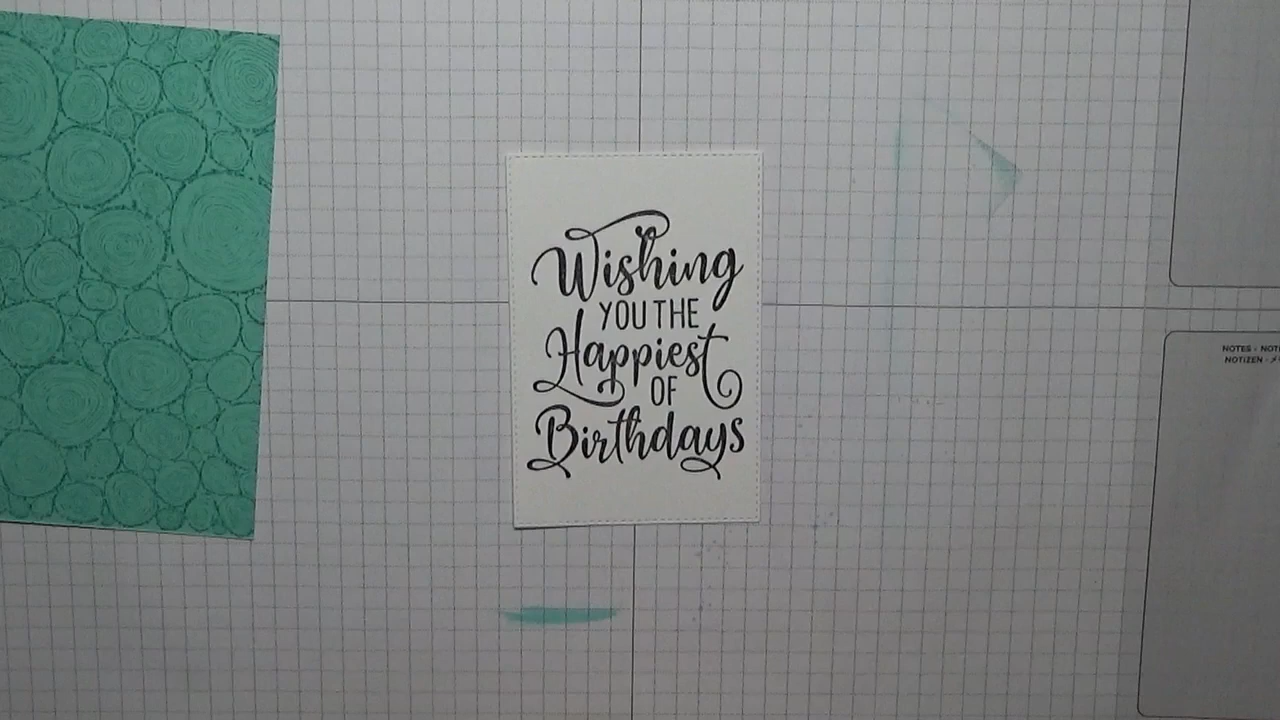 Wishing
YOU THE
Happiest
OF
Birthdays
NOTES • NOT
NOTIZEN •